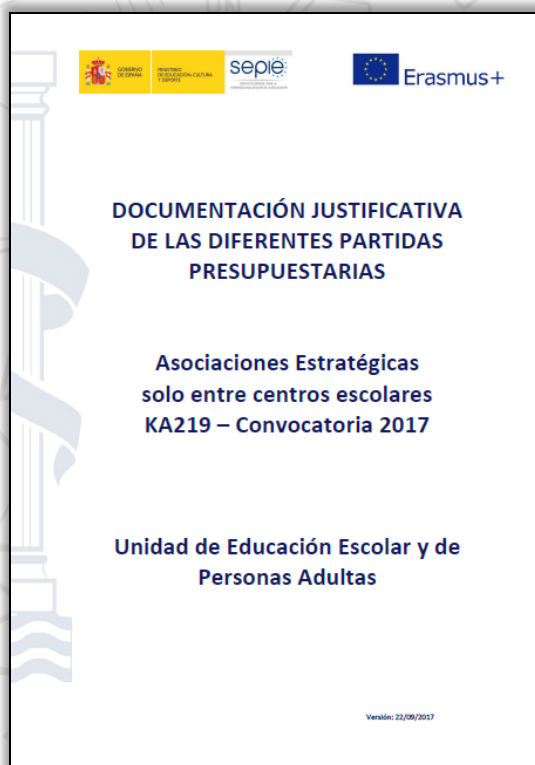 GOBIERNO
DE ESPAÑA
MINISTERIO
DE EDUCACIÓN, CULTURA
Y DEPORTE
sepie
Erasmus+
DOCUMENTACIÓN JUSTIFICATIVA
DE LAS DIFERENTES PARTIDAS
PRESUPUESTARIAS
Asociaciones Estratégicas
solo entre centros escolares
KA219 – Convocatoria 2017
Unidad de Educación Escolar y de
Personas Adultas
Versión: 22/09/2017